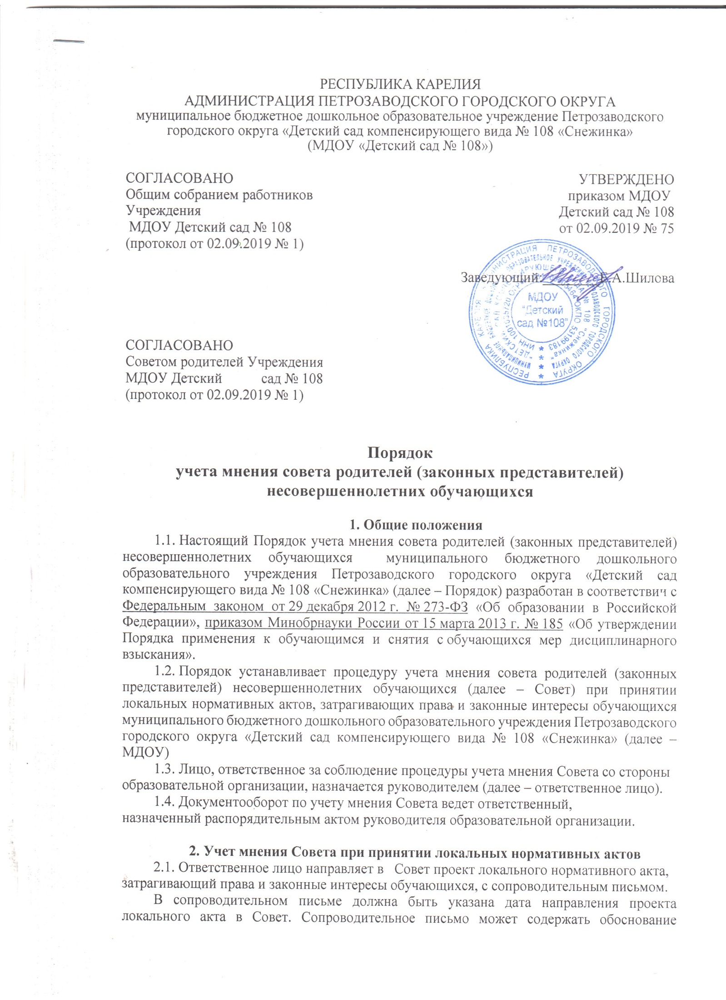 РЕСПУБЛИКА КАРЕЛИЯ
АДМИНИСТРАЦИЯ ПЕТРОЗАВОДСКОГО ГОРОДСКОГО ОКРУГА
муниципальное бюджетное дошкольное образовательное учреждение Петрозаводского
городского округа «Детский сад компенсирующего вида № 108 «Снежинка»
(МДОУ «Детский сад № 108»)
СОГЛАСОВАНО
Общим собранием работников
Учреждения
МДОУ Детский сад № 108
(протокол от 02.09.2019 № 1)
УТВЕРЖДЕНО
приказом МДОУ
Детский сад № 108
от 02.09.2019 № 75
Заведующий: Е.А.Шилова
МДОУ
"Детский
сад №108"
РЕСПУБЛИКА КАРЕЛИЯ АДМИНИСТРАЦИЯ ПЕТРОЗАВОДСКОГО ГОРОДСКОГО ОКРУГА
СОГЛАСОВАНО
Советом родителей Учреждения
МДОУ Детский сад № 108
(протокол от 02.09.2019 № 1)
Порядок
учета мнения совета родителей (законных представителей)
несовершеннолетних обучающихся
1. Общие положения
1.1. Настоящий Порядок учета мнения совета родителей (законных представителей)
несовершеннолетних обучающихся муниципального бюджетного дошкольного
образовательного учреждения Петрозаводского городского округа «Детский сад
компенсирующего вида № 108 «Снежинка» (далее – Порядок) разработан в соответствии с
Федеральным законом от 29 декабря 2012 г. № 273-ФЗ «Об образовании в Российской
Федерации», приказом Минобрнауки России от 15 марта 2013 г. № 185 «Об утверждении
Порядка применения к обучающимся и снятия с обучающихся мер дисциплинарного
взыскания».
1.2. Порядок устанавливает процедуру учета мнения совета родителей (законных
представителей) несовершеннолетних обучающихся (далее – Совет) при принятии
локальных нормативных актов, затрагивающих права и законные интересы обучающихся
муниципального бюджетного дошкольного образовательного учреждения Петрозаводского
городского округа «Детский сад компенсирующего вида № 108 «Снежинка» (далее –
МДОУ)
1.3. Лицо, ответственное за соблюдение процедуры учета мнения Совета со стороны
образовательной организации, назначается руководителем (далее – ответственное лицо).
1.4. Документооборот по учету мнения Совета ведет ответственный,
назначенный распорядительным актом руководителя образовательной организации.
2. Учет мнения Совета при принятии локальных нормативных актов
2.1. Ответственное лицо направляет в Совет проект локального нормативного акта,
затрагивающий права и законные интересы обучающихся, с сопроводительным письмом.
В сопроводительном письме должна быть указана дата направления проекта
локального акта в Совет. Сопроводительное письмо может содержать обоснование